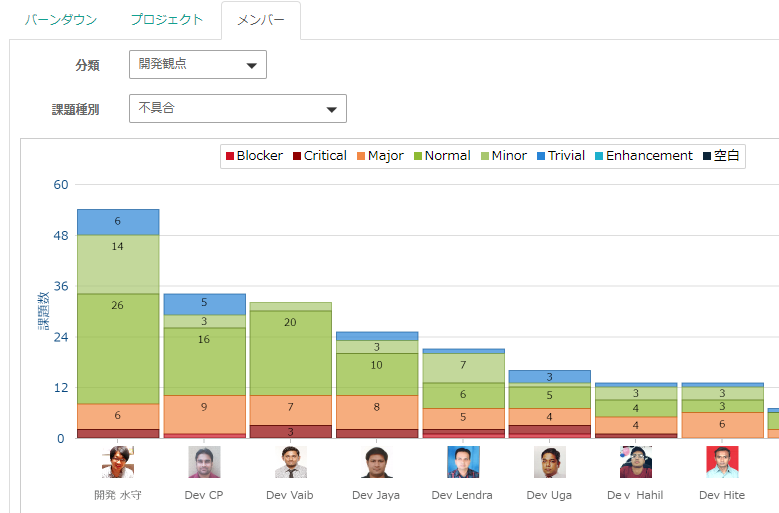 バーンダウン プロジェクト メンバー
分類 開発観点
課題種別 不具合
Blocker Critical Major Normal Minor Trivial Enhancement 空白
課題数
60
48
36
24
12
0
6 14 26 6
5 3 16 9
20 7 3
3 10 8
7 6 5
3 5 4
3 4 4
3 3 6
開発 水守 Dev CP Dev Vaib Dev Jaya Dev Lendra Dev Uga Dev Hahil Dev Hite